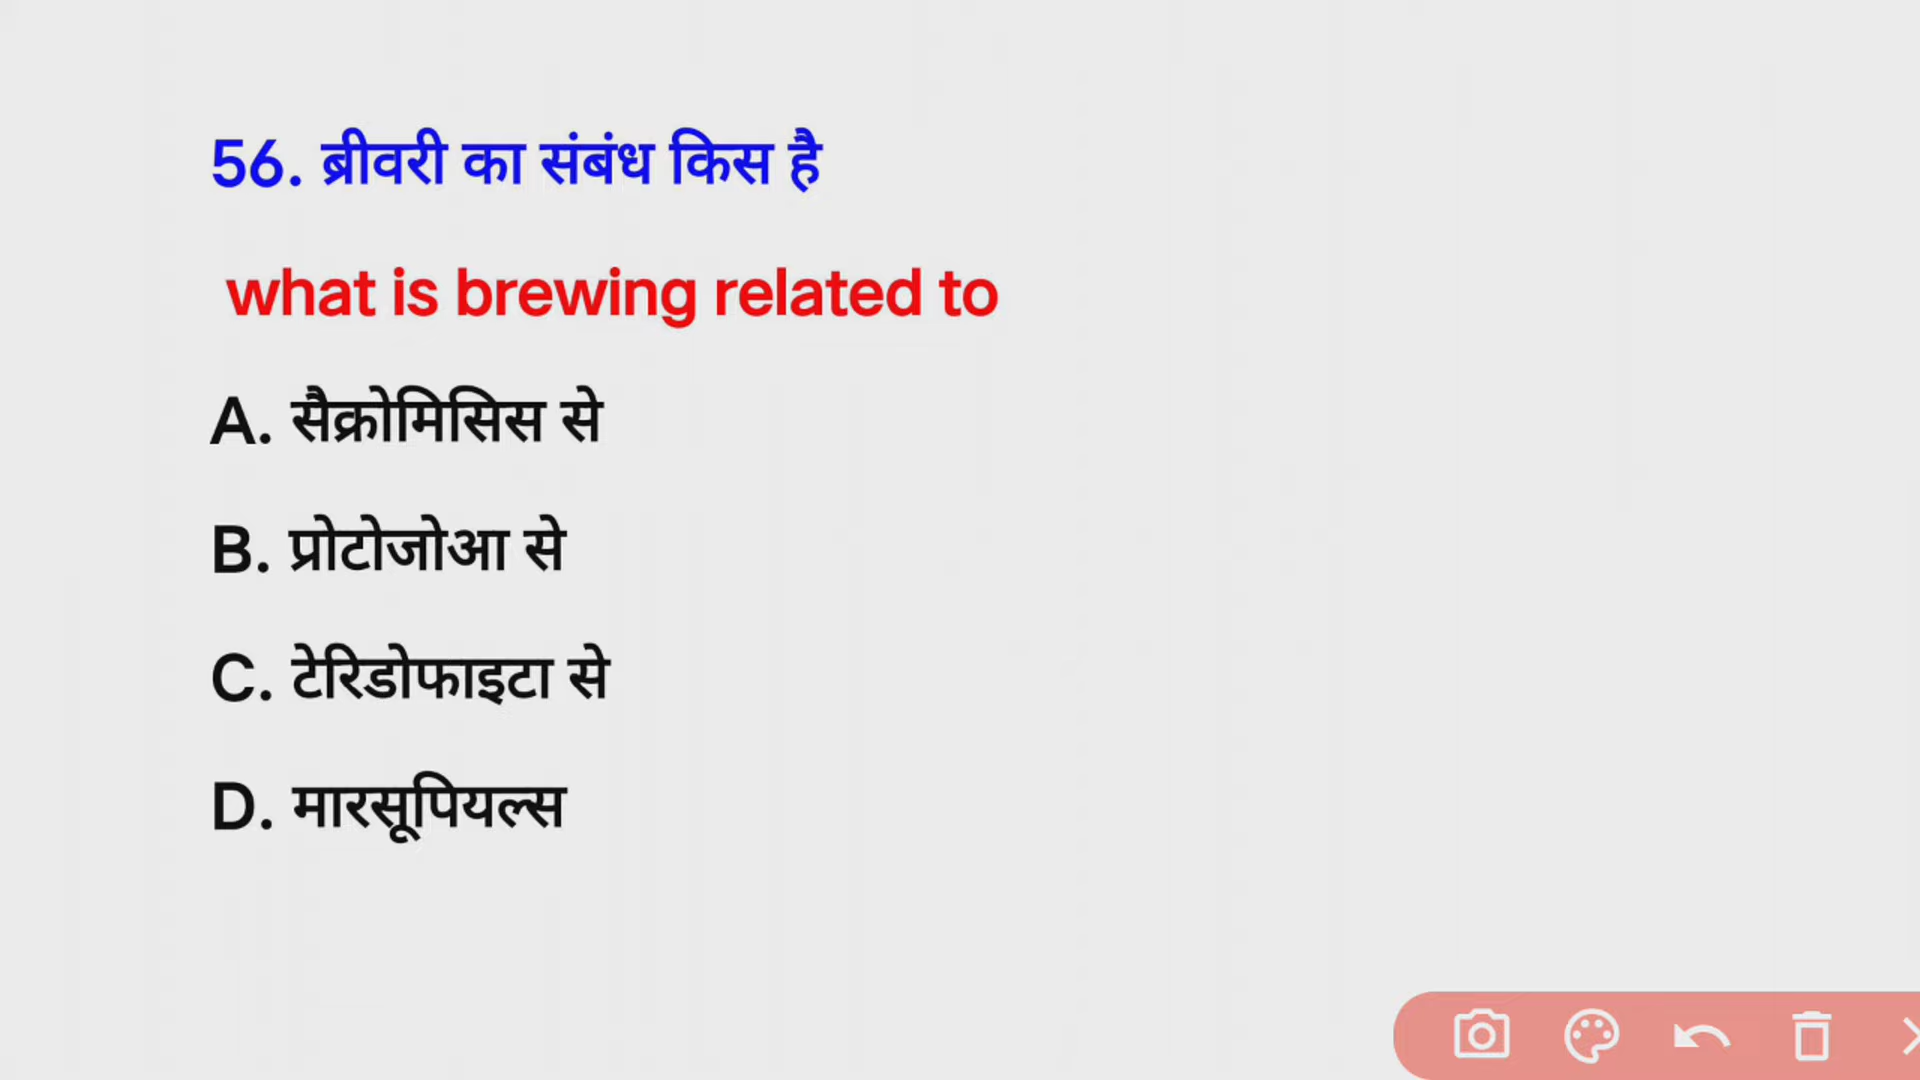 56. ब्रीवरी का संबंध किस है
what is brewing related to
A. सैक्रोमिसिस से
B. प्रोटोजोआ से
C. टेरिडोफाइटा से
D. मारसूपियल्स